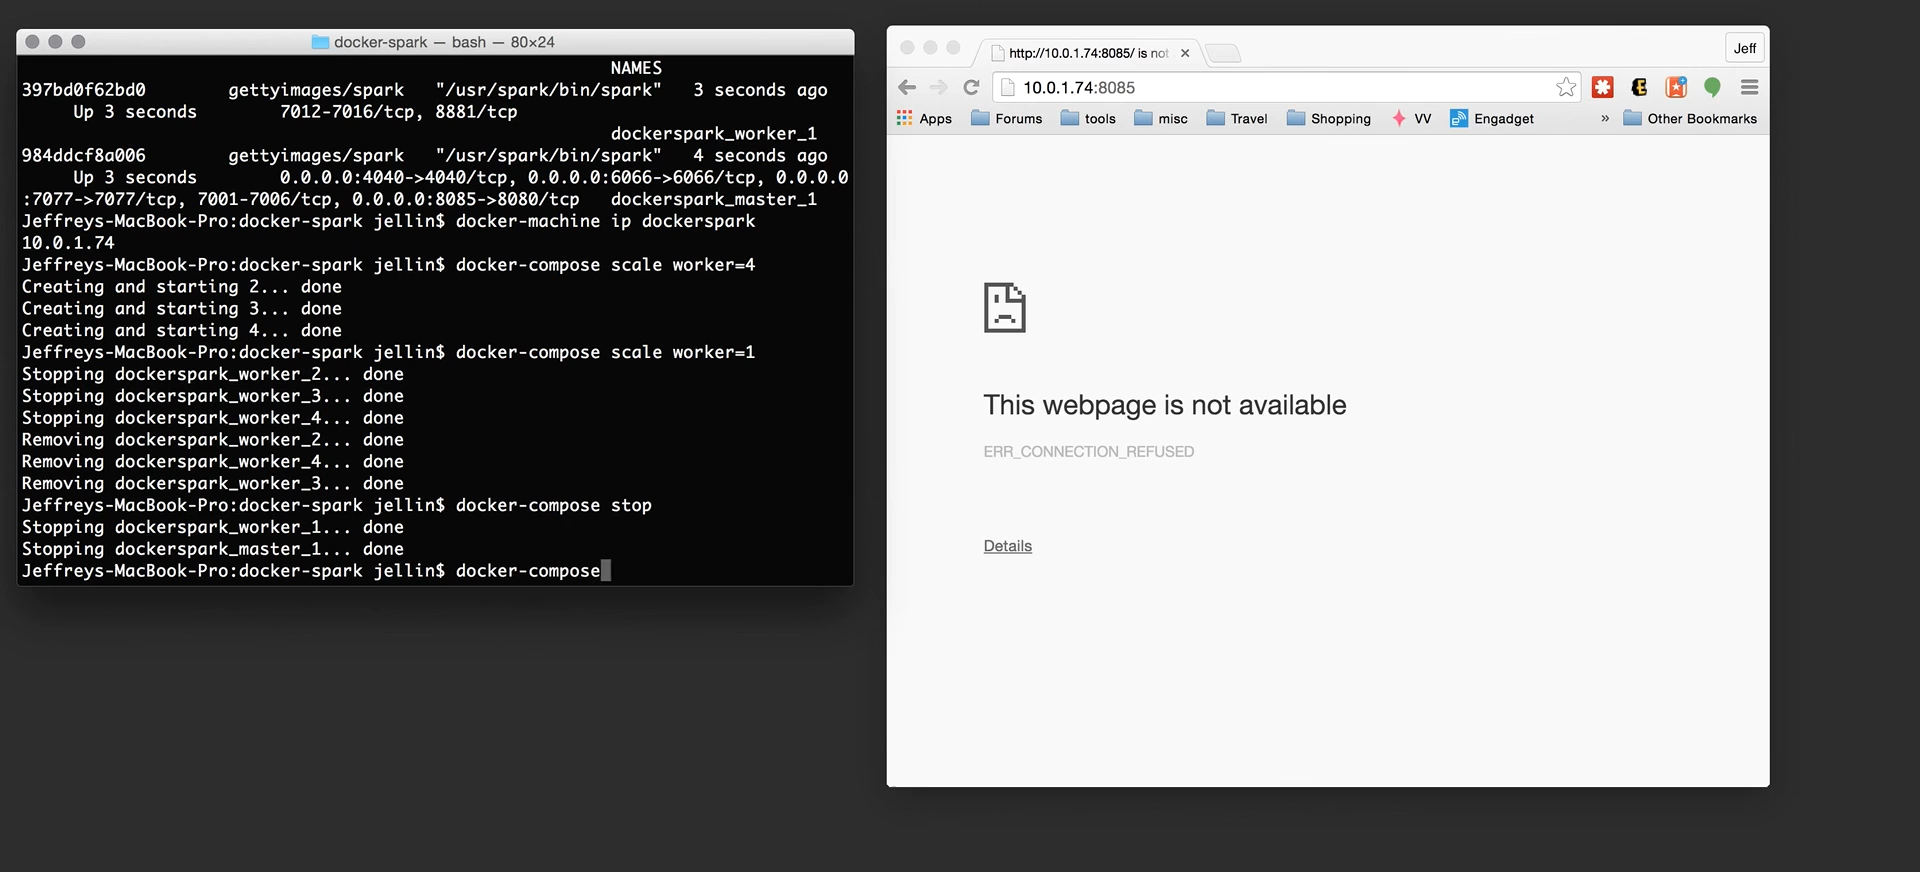 docker-spark — bash — 80×24
NAMES
397bd0f62bd0        gettyimages/spark   "/usr/spark/bin/spark"   3 seconds ago
     Up 3 seconds        7012-7016/tcp, 8881/tcp
dockerspark_worker_1
984ddcf8a006        gettyimages/spark   "/usr/spark/bin/spark"   4 seconds ago
     Up 3 seconds        0.0.0.0:4040->4040/tcp, 0.0.0.0:6066->6066/tcp, 0.0.0.0
:7077->7077/tcp, 7001-7006/tcp, 0.0.0.0:8085->8080/tcp   dockerspark_master_1
Jeffreys-MacBook-Pro:docker-spark jellin$ docker-machine ip dockerspark
10.0.1.74
Jeffreys-MacBook-Pro:docker-spark jellin$ docker-compose scale worker=4
Creating and starting 2... done
Creating and starting 3... done
Creating and starting 4... done
Jeffreys-MacBook-Pro:docker-spark jellin$ docker-compose scale worker=1
Stopping dockerspark_worker_2... done
Stopping dockerspark_worker_3... done
Stopping dockerspark_worker_4... done
Removing dockerspark_worker_2... done
Removing dockerspark_worker_4... done
Removing dockerspark_worker_3... done
Jeffreys-MacBook-Pro:docker-spark jellin$ docker-compose stop
Stopping dockerspark_worker_1... done
Stopping dockerspark_master_1... done
Jeffreys-MacBook-Pro:docker-spark jellin$ docker-compose
http://10.0.1.74:8085/ is not
Jeff
10.0.1.74:8085
Apps Forums tools misc Travel Shopping VV Engadget » Other Bookmarks
This webpage is not available
ERR_CONNECTION_REFUSED
Details